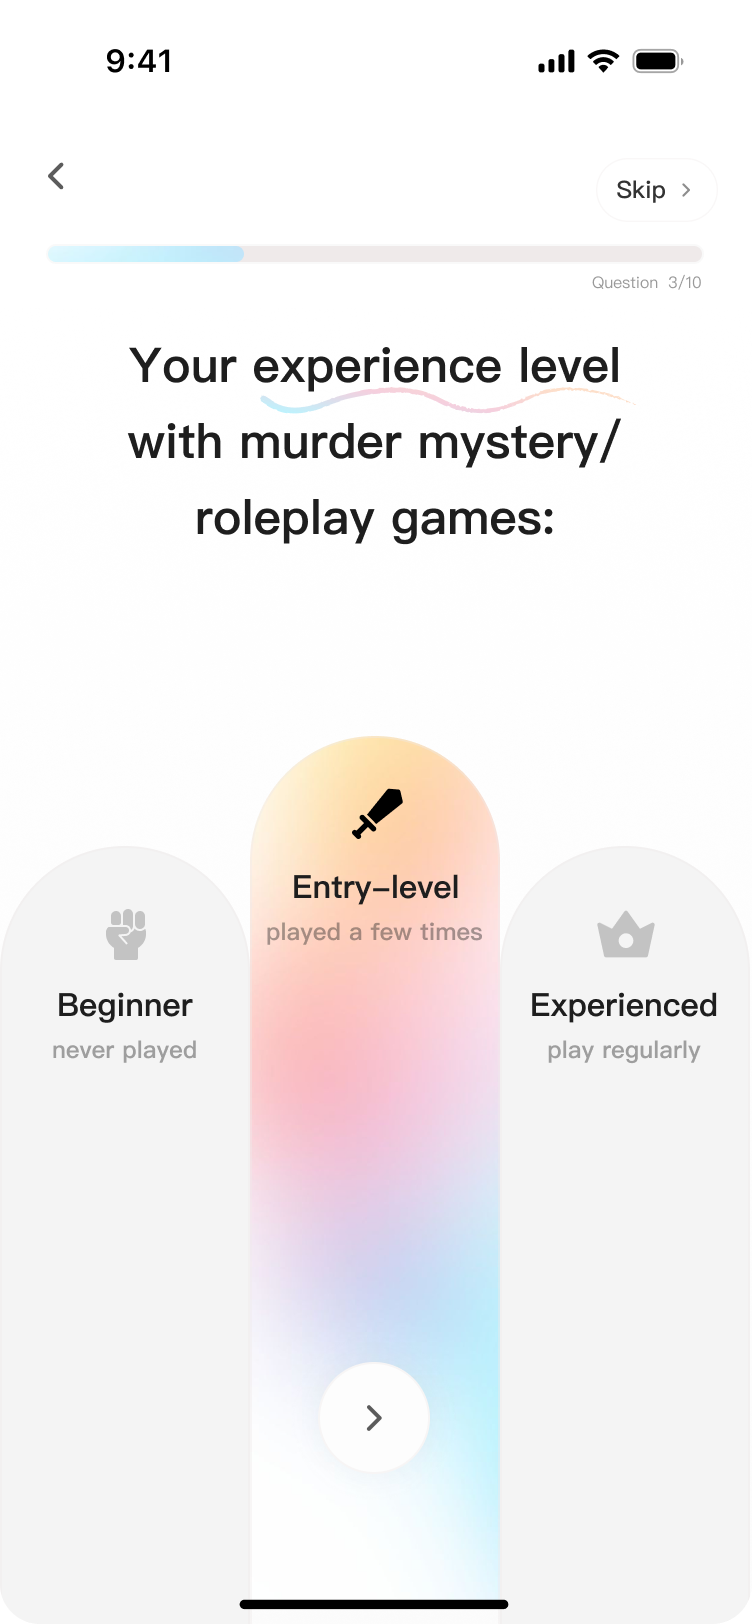 9:41
Skip
Question 3/10
Your experience level
with murder mystery/
roleplay games:
Entry–level
played a few times
Beginner
never played
Experienced
play regularly